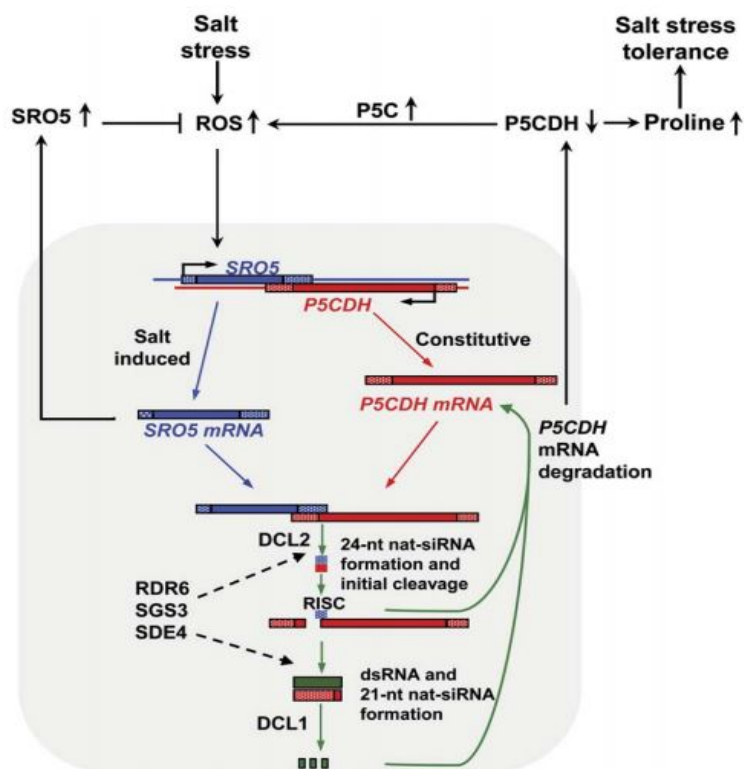 Salt
stress
Salt stress
tolerance
SRO5
ROS
P5C
P5CDH
Proline
SRO5
P5CDH
Salt
induced
Constitutive
SRO5 mRNA
P5CDH mRNA
P5CDH
mRNA
degradation
DCL2
24-nt nat-siRNA
formation and
initial cleavage
RDR6
SGS3
SDE4
RISC
dsRNA and
21-nt nat-siRNA
formation
DCL1